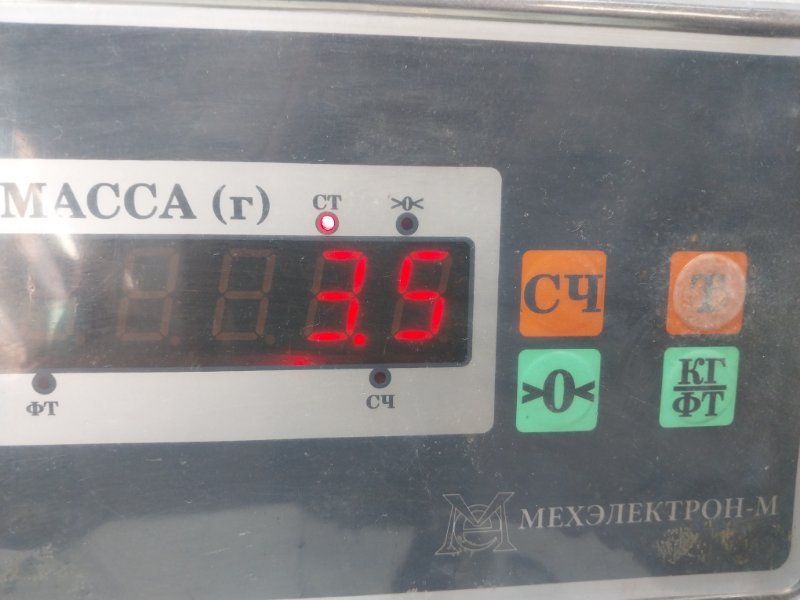 МАССА (г)
СТ
>0<
3.5
СЧ
Т
>0<
КГ
ФТ
ФТ
СЧ
МЕХЭЛЕКТРОН-М